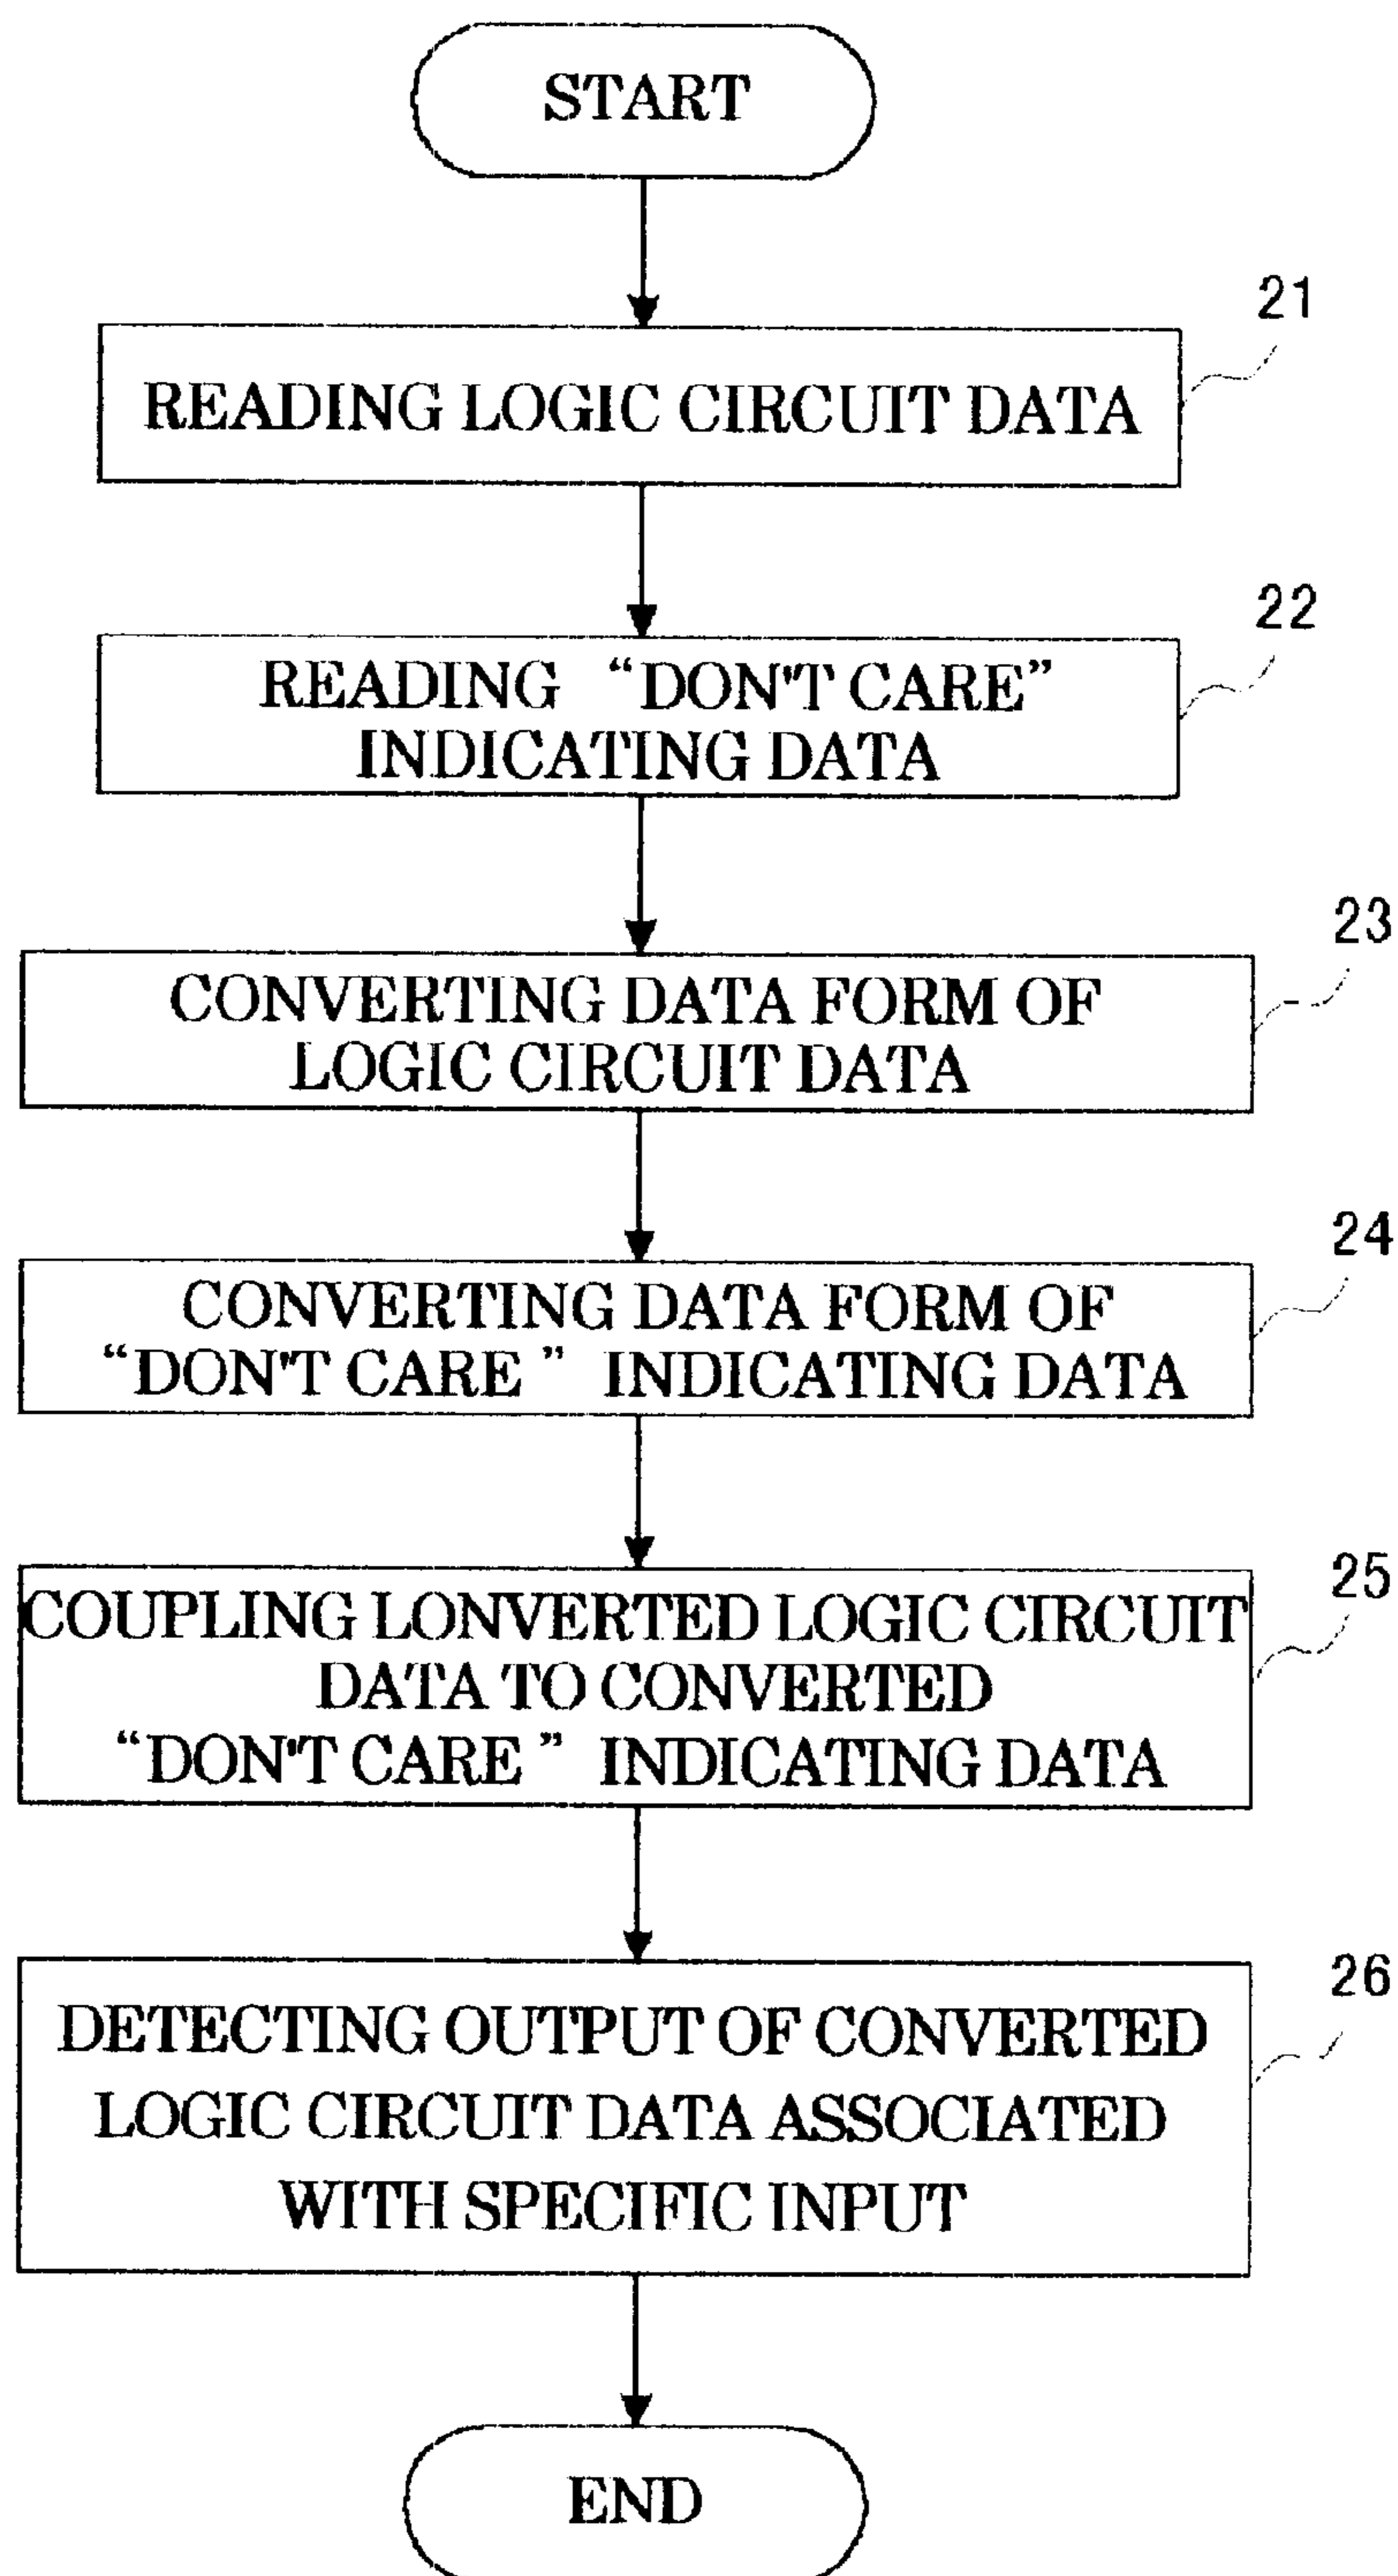 START
21
READING LOGIC CIRCUIT DATA
22
READING “DON'T CARE”
INDICATING DATA
23
CONVERTING DATA FORM OF
LOGIC CIRCUIT DATA
24
CONVERTING DATA FORM OF
“DON'T CARE ” INDICATING DATA
25
COUPLING LONVERTED LOGIC CIRCUIT
DATA TO CONVERTED
“DON'T CARE ” INDICATING DATA
26
DETECTING OUTPUT OF CONVERTED
LOGIC CIRCUIT DATA ASSOCIATED
WITH SPECIFIC INPUT
END